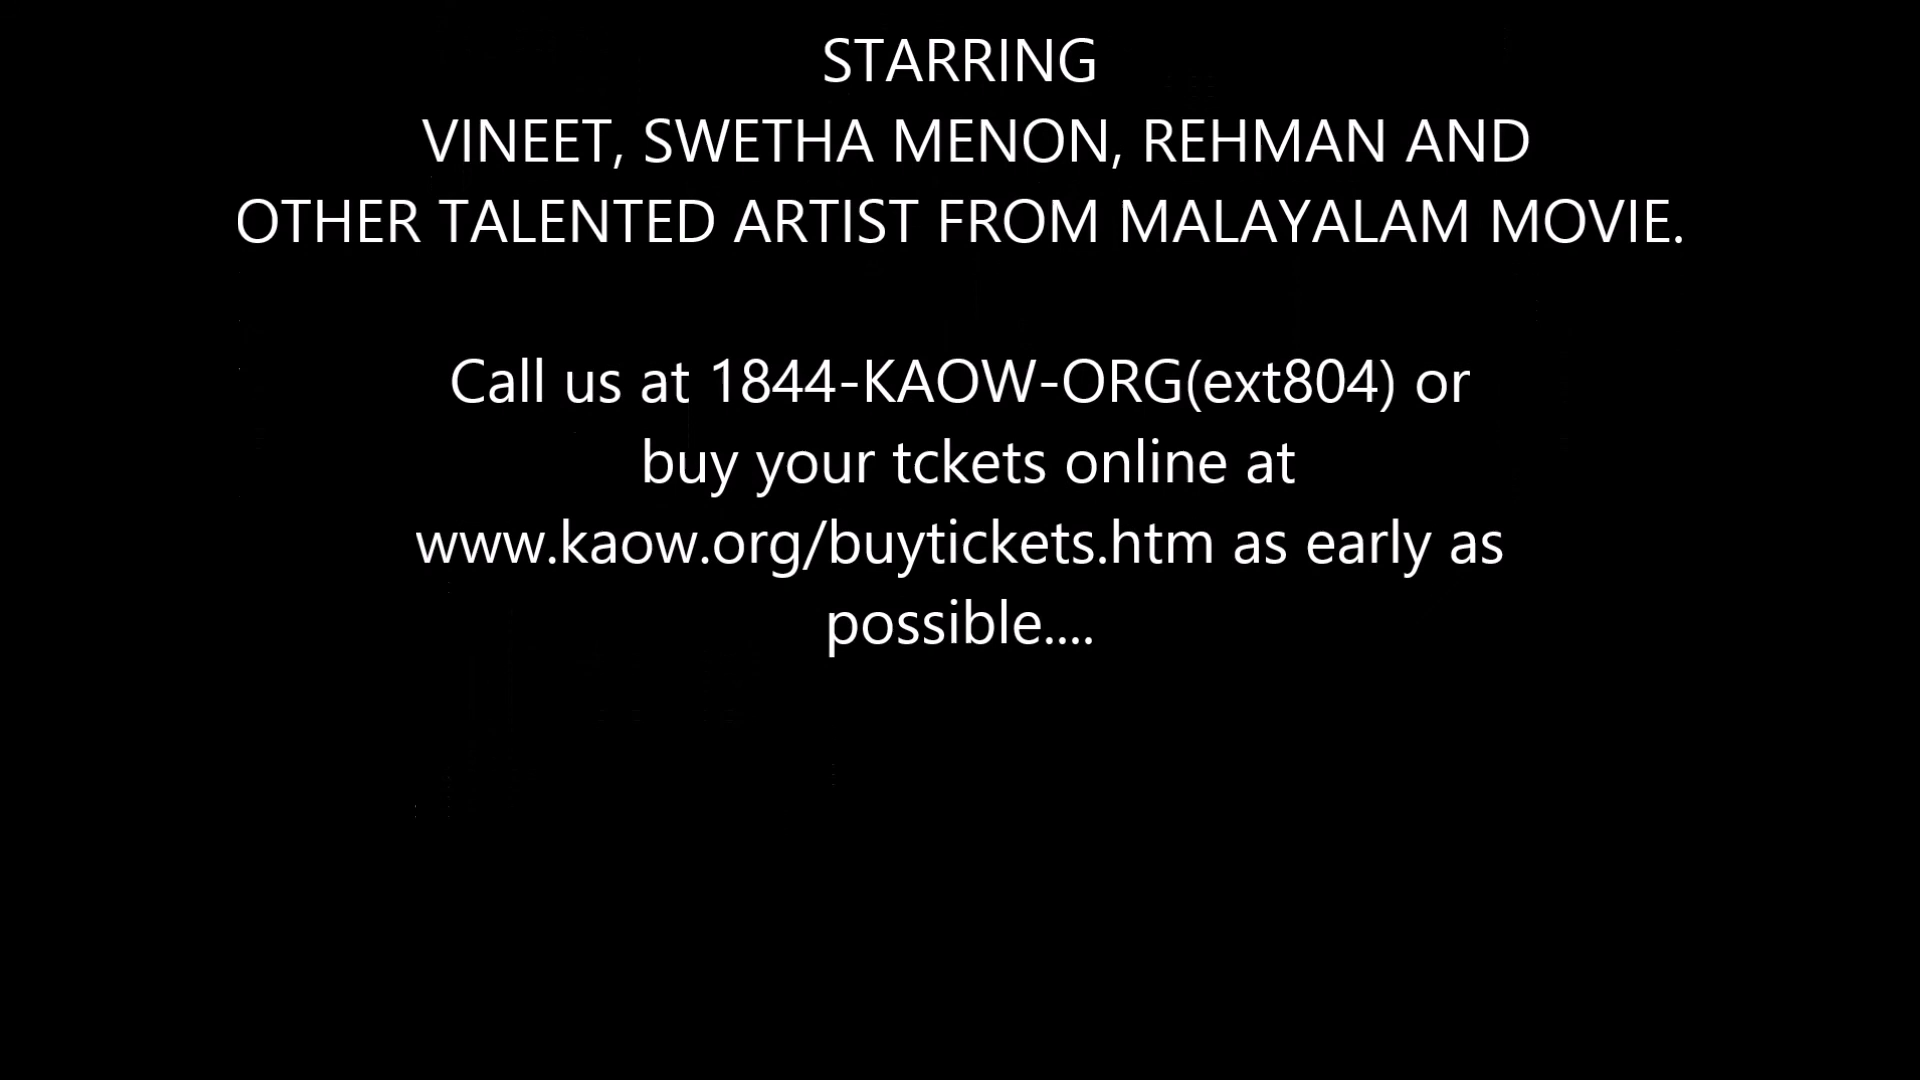 STARRING
VINEET, SWETHA MENON, REHMAN AND
OTHER TALENTED ARTIST FROM MALAYALAM MOVIE.
Call us at 1844-KAOW-ORG(ext804) or
buy your tckets online at
www.kaow.org/buytickets.htm as early as
possible....